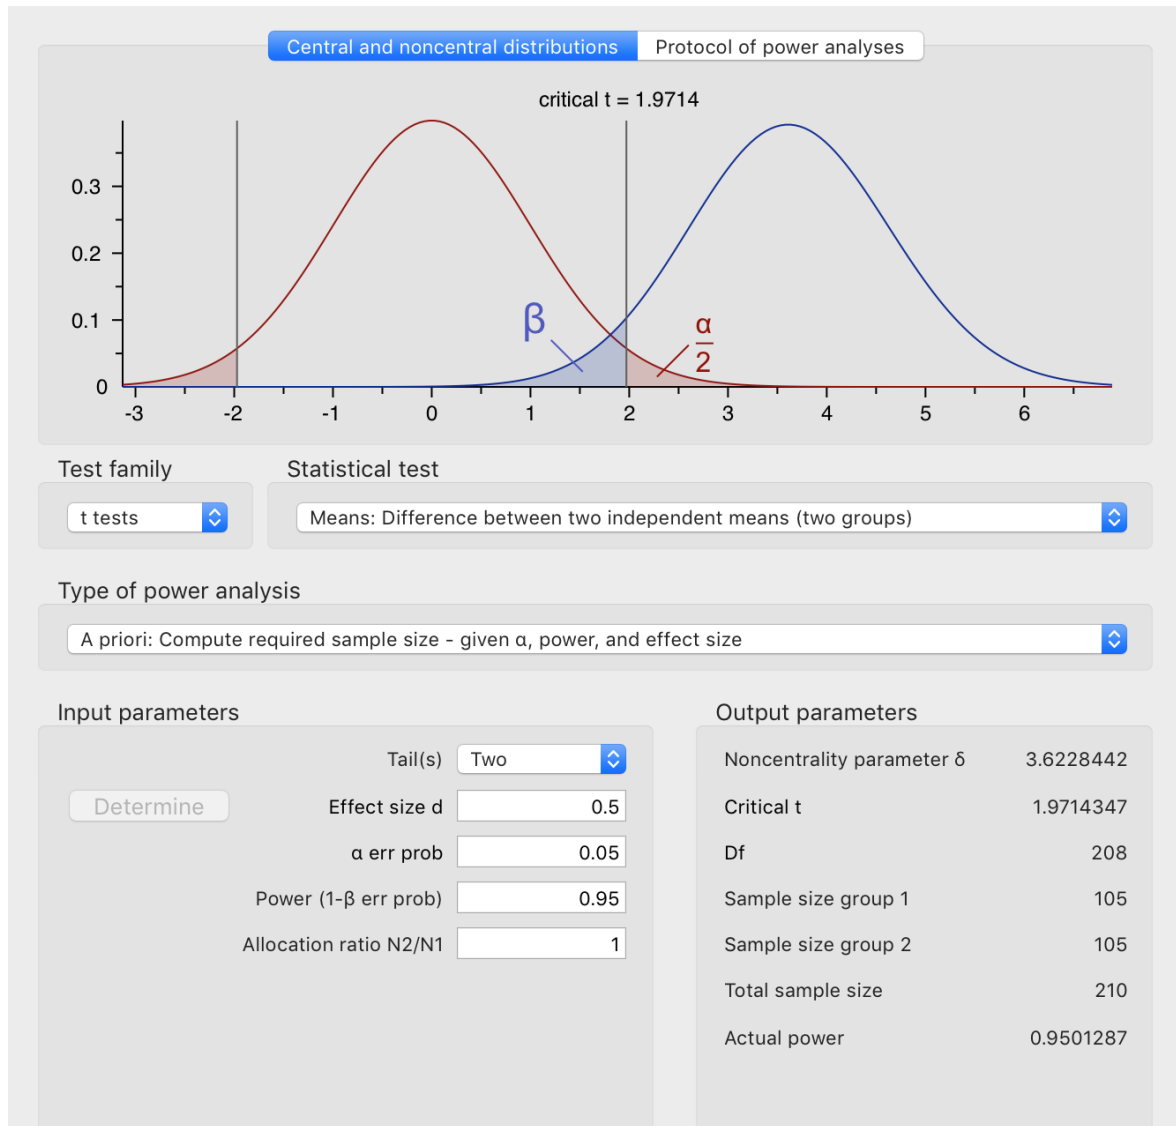 Central and noncentral distributions Protocol of power analyses
critical t = 1.9714
0.3
0.2
0.1
0
β
α
2
-3 -2 -1 0 1 2 3 4 5 6
Test family Statistical test
t tests Means: Difference between two independent means (two groups)
Type of power analysis
A priori: Compute required sample size - given α, power, and effect size
Input parameters
Tail(s) Two
Determine Effect size d 0.5
α err prob 0.05
Power (1-β err prob) 0.95
Allocation ratio N2/N1 1
Output parameters
Noncentrality parameter δ 3.6228442
Critical t 1.9714347
Df 208
Sample size group 1 105
Sample size group 2 105
Total sample size 210
Actual power 0.9501287